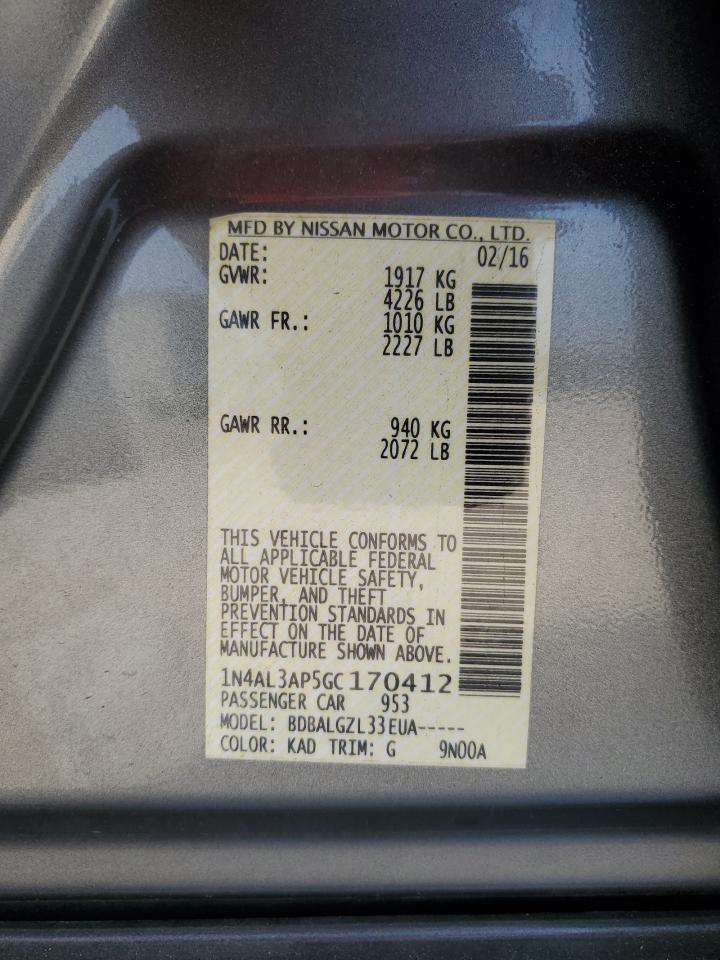 MFD BY NISSAN MOTOR CO., LTD.
DATE: 02/16
GVWR: 1917 KG
4226 LB
GAWR FR.: 1010 KG
2227 LB
GAWR RR.: 940 KG
2072 LB
THIS VEHICLE CONFORMS TO
ALL APPLICABLE FEDERAL
MOTOR VEHICLE SAFETY,
BUMPER, AND THEFT
PREVENTION STANDARDS IN
EFFECT ON THE DATE OF
MANUFACTURE SHOWN ABOVE.
1N4AL3AP5GC170412
PASSENGER CAR 953
MODEL: BDBALGZL33EUA-----
COLOR: KAD TRIM: G 9N00A